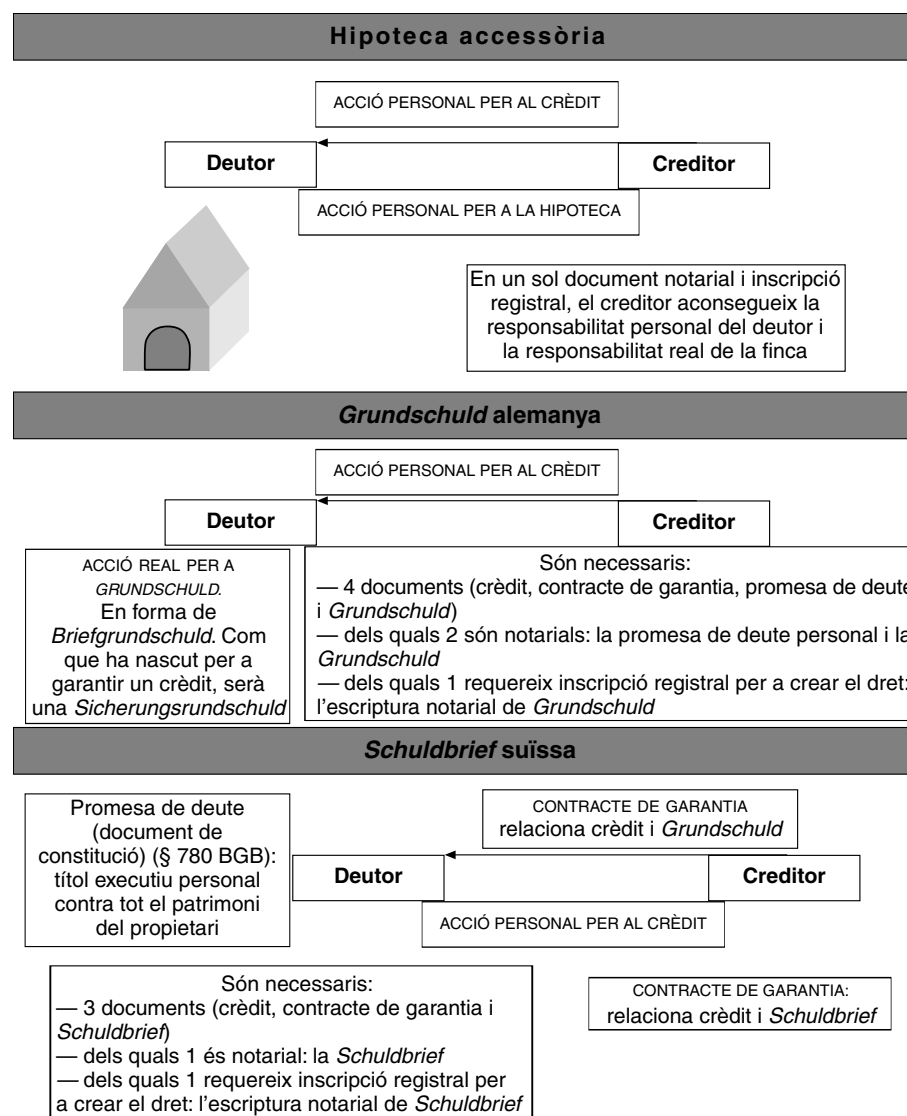 Hipoteca accessòria
ACCIÓ PERSONAL PER AL CRÈDIT
Deutor
Creditor
ACCIÓ PERSONAL PER A LA HIPOTECA
En un sol document notarial i inscripció
registral, el creditor aconsegueix la
responsabilitat personal del deutor i
la responsabilitat real de la finca
Grundschuld alemanya
ACCIÓ PERSONAL PER AL CRÈDIT
Deutor
Creditor
ACCIÓ REAL PER A
GRUNDSCHULD.
En forma de
Briefgrundschuld. Com
que ha nascut per a
garantir un crèdit, serà
una Sicherungsrundschuld
Són necessaris:
— 4 documents (crèdit, contracte de garantia, promesa de deute
i Grundschuld)
— dels quals 2 són notarials: la promesa de deute personal i la
Grundschuld
— dels quals 1 requereix inscripció registral per a crear el dret:
l'escriptura notarial de Grundschuld
Schuldbrief suïssa
Promesa de deute
(document de
constitució) (§ 780 BGB):
títol executiu personal
contra tot el patrimoni
del propietari
CONTRACTE DE GARANTIA
relaciona crèdit i Grundschuld
Deutor
Creditor
ACCIÓ PERSONAL PER AL CRÈDIT
Són necessaris:
— 3 documents (crèdit, contracte de garantia i
Schuldbrief)
— dels quals 1 és notarial: la Schuldbrief
— dels quals 1 requereix inscripció registral per
a crear el dret: l'escriptura notarial de Schuldbrief
CONTRACTE DE GARANTIA:
relaciona crèdit i Schuldbrief